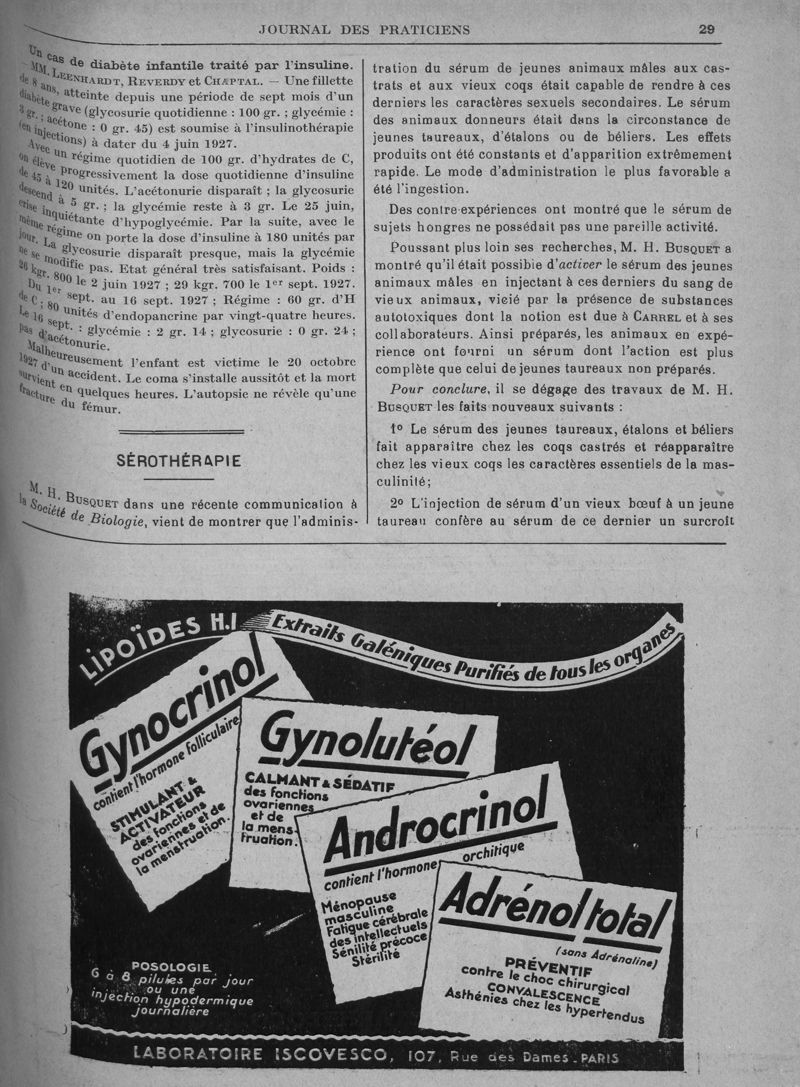 JOURNAL DES PRATICIENS
29
Un cas de diabète infantile traité par l'insuline.
— MM. LEENHARDT, REVERDY et CHÆPTAL. — Une fillette
de 8 ans, atteinte depuis une période de sept mois d'un
diabète grave (glycosurie quotidienne : 100 gr. ; glycémie :
3 gr. ; acétone : 0 gr. 45) est soumise à l'insulinothérapie
(en injections) à dater du 4 juin 1927.
Avec un régime quotidien de 100 gr. d'hydrates de C,
on élève progressivement la dose quotidienne d'insuline
de 45 à 120 unités. L'acétonurie disparaît ; la glycosurie
descend à 5 gr. ; la glycémie reste à 3 gr. Le 25 juin,
crise inquiétante d'hypoglycémie. Par la suite, avec le
même régime on porte la dose d'insuline à 180 unités par
jour. La glycosurie disparaît presque, mais la glycémie
ne se modifie pas. Etat général très satisfaisant. Poids :
26 kgr. 800 le 2 juin 1927 ; 29 kgr. 700 le 1er sept. 1927.
Du 1er sept. au 16 sept. 1927 ; Régime : 60 gr. d'H
de C ; 80 unités d'endopancrine par vingt-quatre heures.
Le 16 sept. : glycémie : 2 gr. 14 ; glycosurie : 0 gr. 24 ;
pas d'acétonurie.
Malheureusement l'enfant est victime le 20 octobre
1927 d'un accident. Le coma s'installe aussitôt et la mort
survient en quelques heures. L'autopsie ne révèle qu'une
fracture du fémur.
SÉROTHÉRAPIE
M. H. BUSQUET dans une récente communication à
la Société de Biologie, vient de montrer que l'adminis-
tration du sérum de jeunes animaux mâles aux cas-
trats et aux vieux coqs était capable de rendre à ces
derniers les caractères sexuels secondaires. Le sérum
des animaux donneurs était dans la circonstance de
jeunes taureaux, d'étalons ou de béliers. Les effets
produits ont été constants et d'apparition extrêmement
rapide. Le mode d'administration le plus favorable a
été l'ingestion.
Des contre-expériences ont montré que le sérum de
sujets hongres ne possédait pas une pareille activité.
Poussant plus loin ses recherches, M. H. BUSQUET a
montré qu'il était possible d'activer le sérum des jeunes
animaux mâles en injectant à ces derniers du sang de
vieux animaux, vicié par la présence de substances
autotoxiques dont la notion est due à CARREL et à ses
collaborateurs. Ainsi préparés, les animaux en expé-
rience ont fourni un sérum dont l'action est plus
complète que celui de jeunes taureaux non préparés.
Pour conclure, il se dégage des travaux de M. H.
BUSQUET les faits nouveaux suivants :
1º Le sérum des jeunes taureaux, étalons et béliers
fait apparaître chez les coqs castrés et réapparaître
chez les vieux coqs les caractères essentiels de la mas-
culinité;
2º L'injection de sérum d'un vieux bœuf à un jeune
taureau confère au sérum de ce dernier un surcroît
LIPOÏDES H.I
Extraits Galéniques Purifiés de tous les organes
Gynocrinol
contient l'hormone folliculaire
STIMULANT &
ACTIVATEUR
des fonctions
ovariennes et de
la menstruation.
Gynolutéol
CALMANT & SÉDATIF
des fonctions
ovariennes
et de
la mens-
truation.
Androcrinol
contient l'hormone orchitique
Ménopause
masculine
Fatigue cérébrale
des intellectuels
Sénilité précoce
Stérilité
Adrénol total
(sans Adrénaline)
PRÉVENTIF
contre le choc chirurgical
CONVALESCENCE
Asthénies chez les hypertendus
POSOLOGIE
6 à 8 pilules par jour
ou une
injection hypodermique
journalière
LABORATOIRE ISCOVESCO, 107, Rue des Dames. PARIS